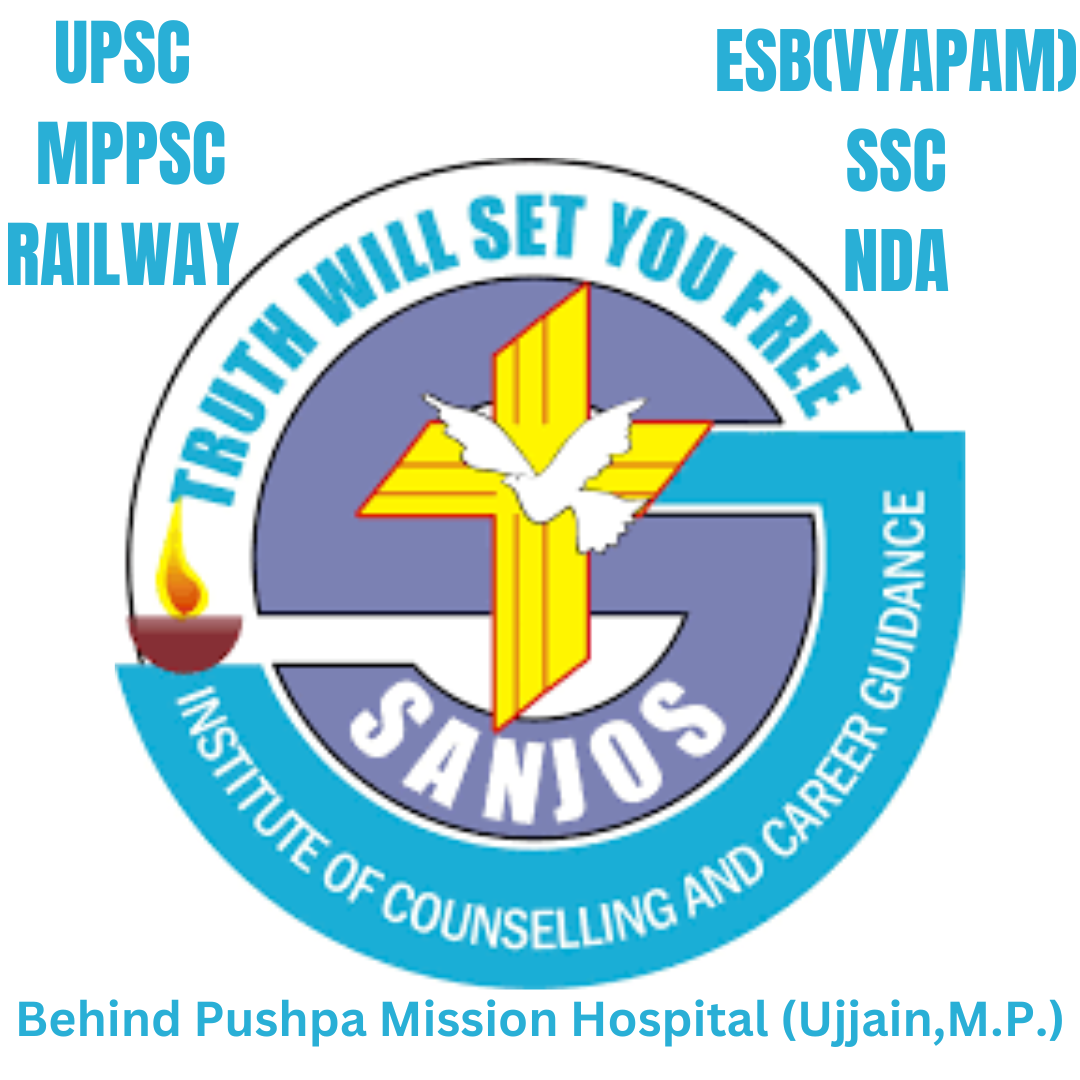 UPSC
MPPSC
RAILWAY
ESB(VYAPAM)
SSC
NDA
TRUTH WILL SET YOU FREE
SANJOS
INSTITUTE OF COUNSELLING AND CAREER GUIDANCE
Behind Pushpa Mission Hospital (Ujjain,M.P.)